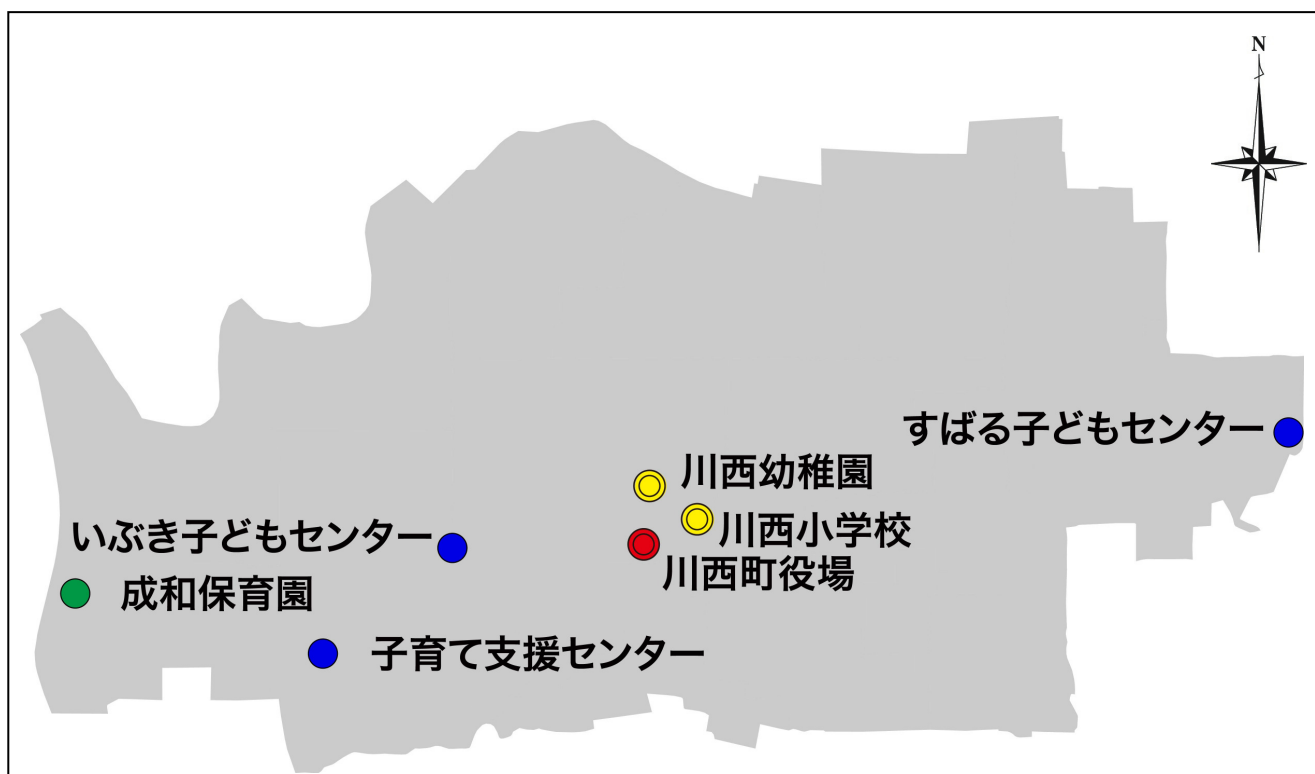 N
すばる子どもセンター
川西幼稚園
川西小学校
いぶき子どもセンター
川西町役場
成和保育園
子育て支援センター